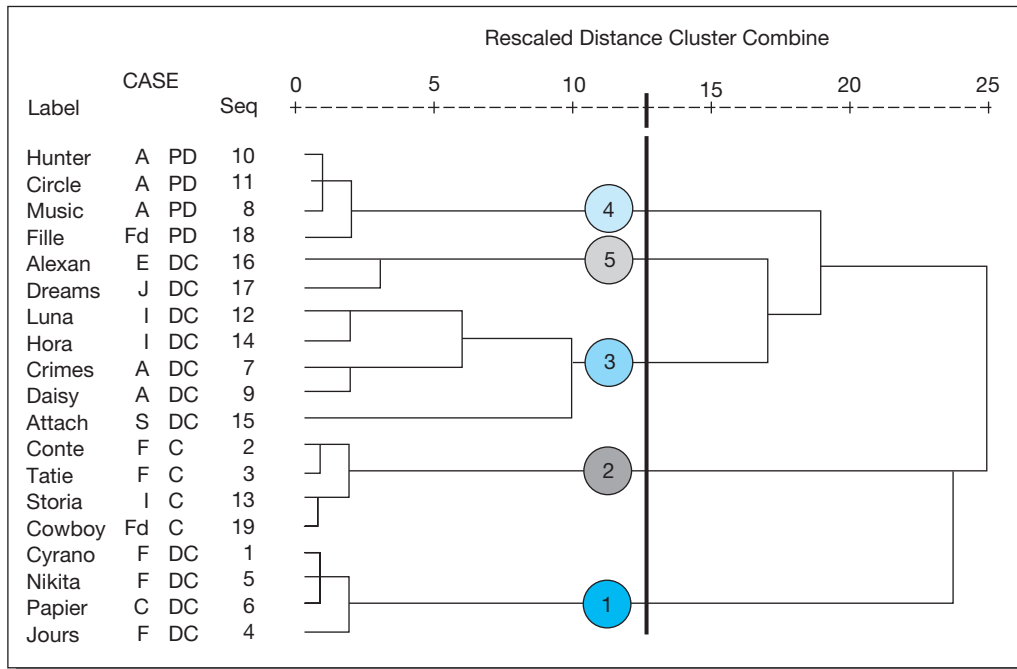 Rescaled Distance Cluster Combine
CASE 0 5 10 15 20 25
Label Seq
Hunter A PD 10
Circle A PD 11
Music A PD 8 4
Fille Fd PD 18
Alexan E DC 16 5
Dreams J DC 17
Luna I DC 12
Hora I DC 14
Crimes A DC 7 3
Daisy A DC 9
Attach S DC 15
Conte F C 2
Tatie F C 3 2
Storia I C 13
Cowboy Fd C 19
Cyrano F DC 1
Nikita F DC 5
Papier C DC 6 1
Jours F DC 4